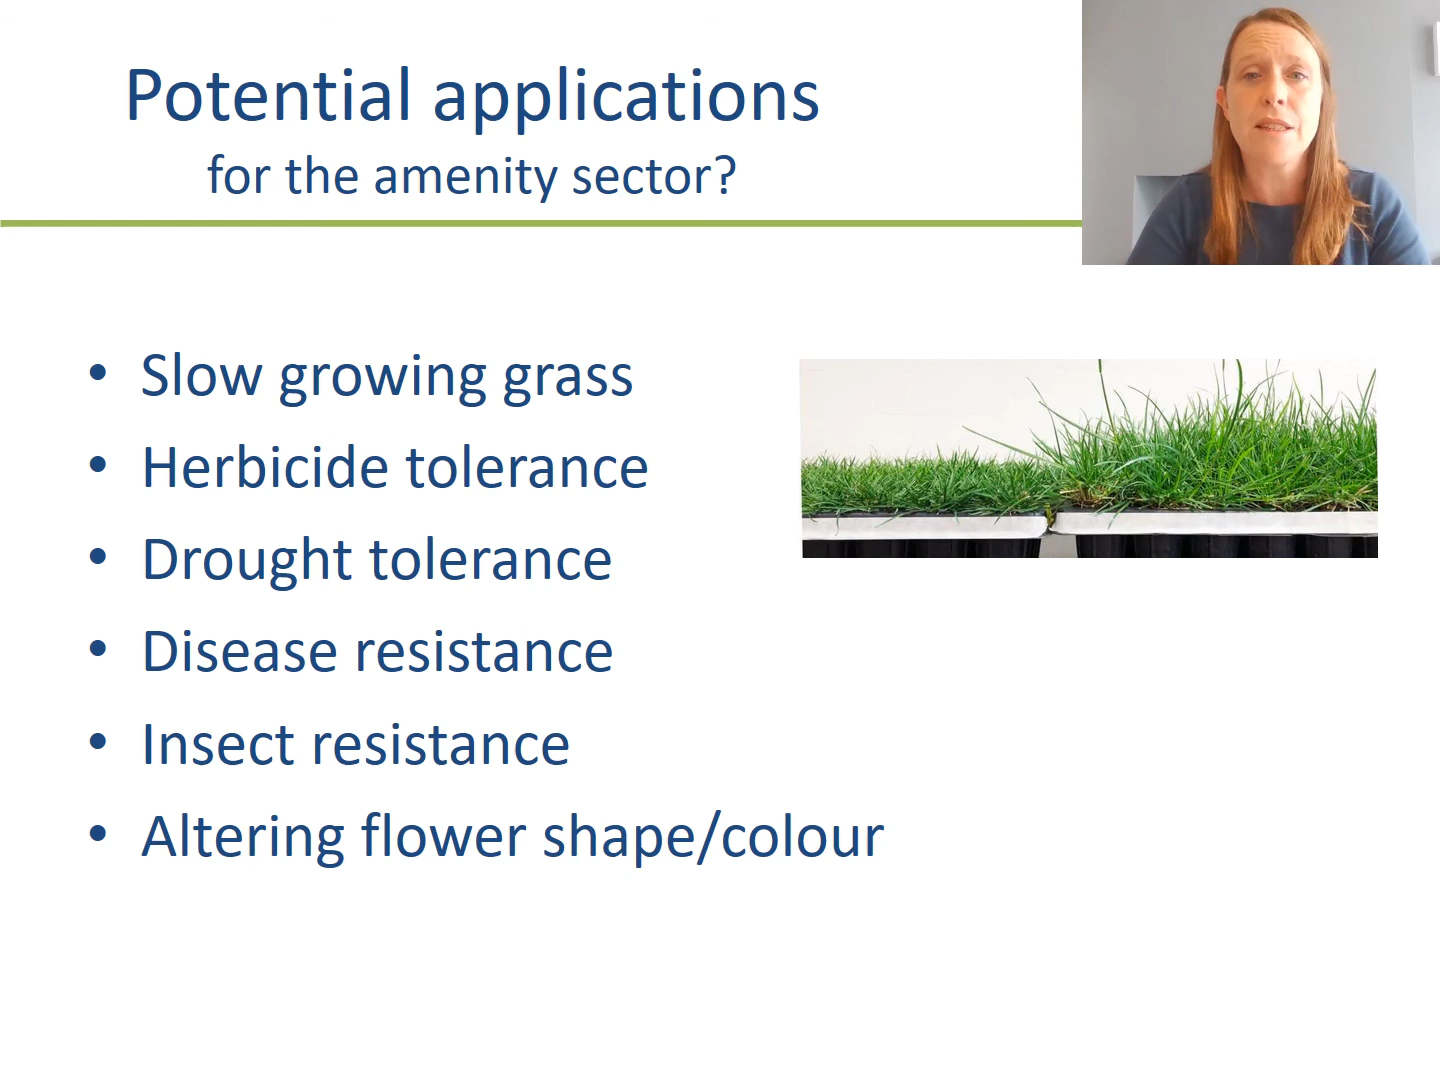 Potential applications
for the amenity sector?
• Slow growing grass
• Herbicide tolerance
• Drought tolerance
• Disease resistance
• Insect resistance
• Altering flower shape/colour